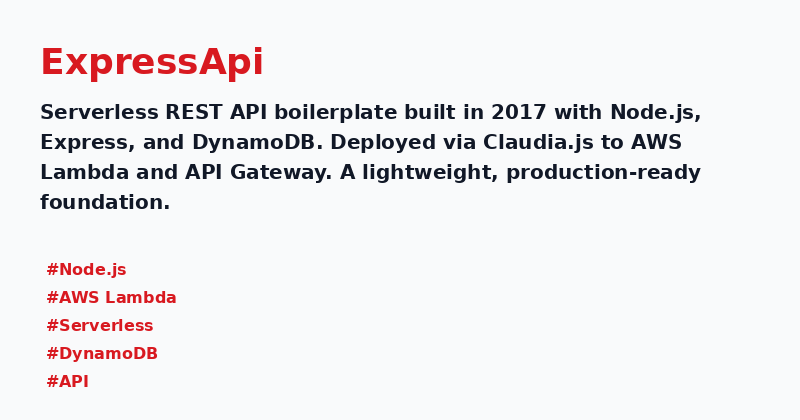 ExpressApi
Serverless REST API boilerplate built in 2017 with Node.js,
Express, and DynamoDB. Deployed via Claudia.js to AWS
Lambda and API Gateway. A lightweight, production-ready
foundation.
#Node.js
#AWS Lambda
#Serverless
#DynamoDB
#API